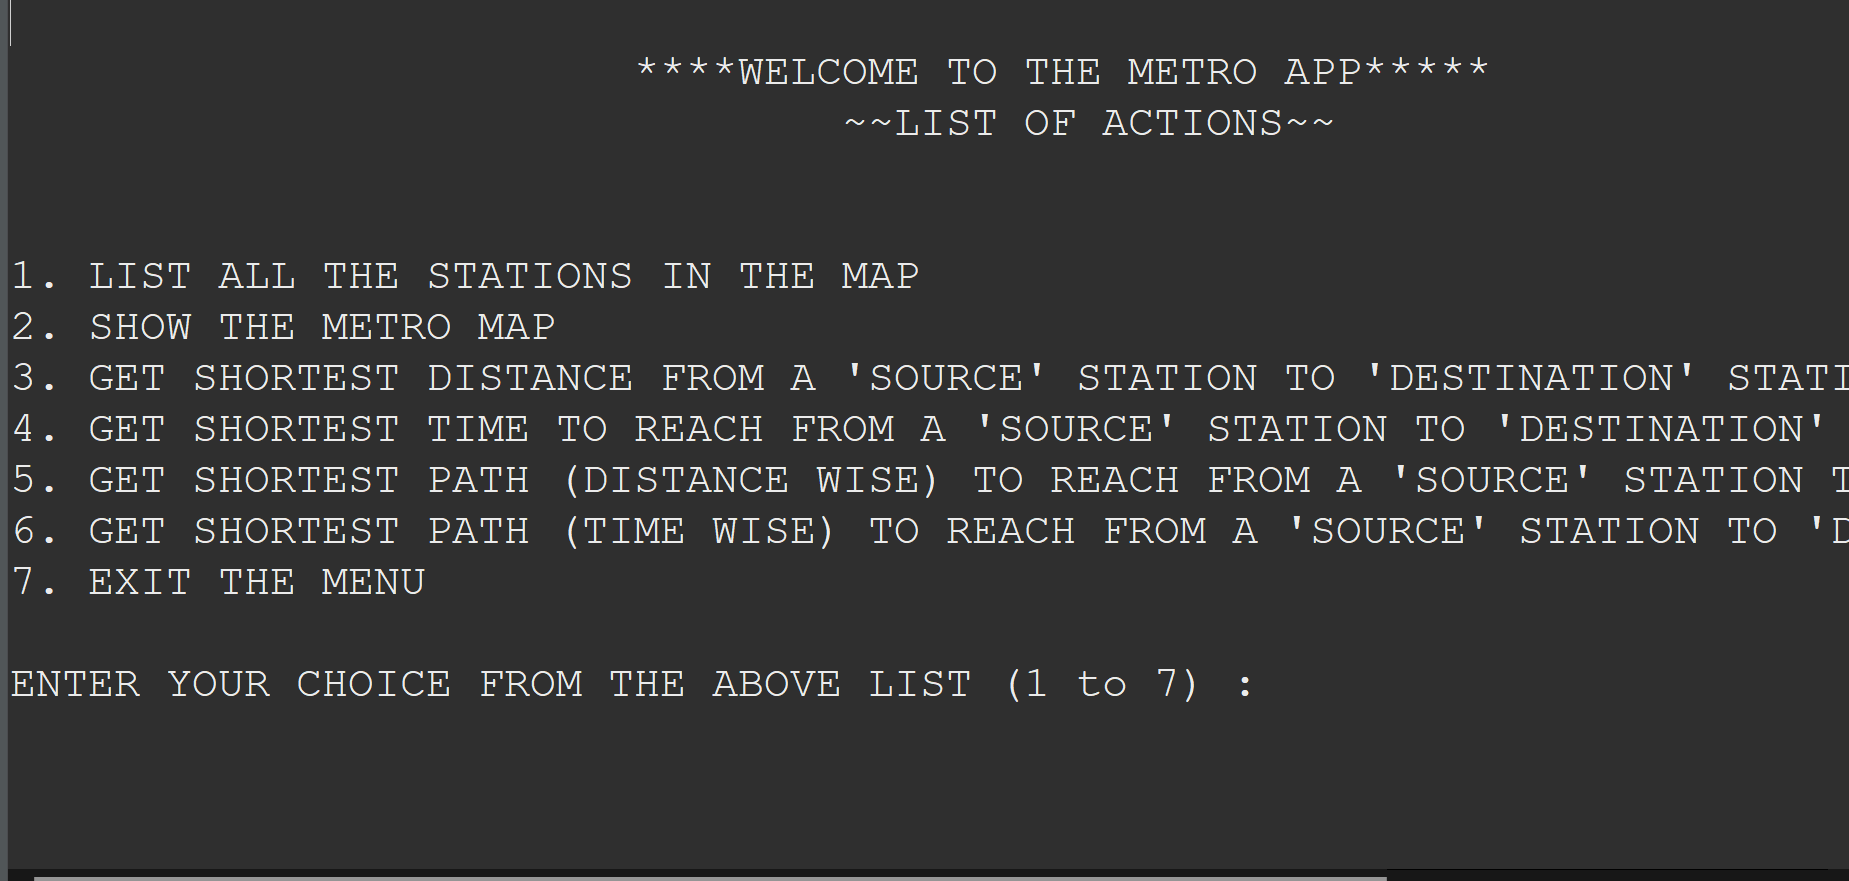 ****WELCOME TO THE METRO APP*****
~~LIST OF ACTIONS~~
1. LIST ALL THE STATIONS IN THE MAP
2. SHOW THE METRO MAP
3. GET SHORTEST DISTANCE FROM A 'SOURCE' STATION TO 'DESTINATION' STATI
4. GET SHORTEST TIME TO REACH FROM A 'SOURCE' STATION TO 'DESTINATION'
5. GET SHORTEST PATH (DISTANCE WISE) TO REACH FROM A 'SOURCE' STATION T
6. GET SHORTEST PATH (TIME WISE) TO REACH FROM A 'SOURCE' STATION TO 'D
7. EXIT THE MENU
ENTER YOUR CHOICE FROM THE ABOVE LIST (1 to 7) :